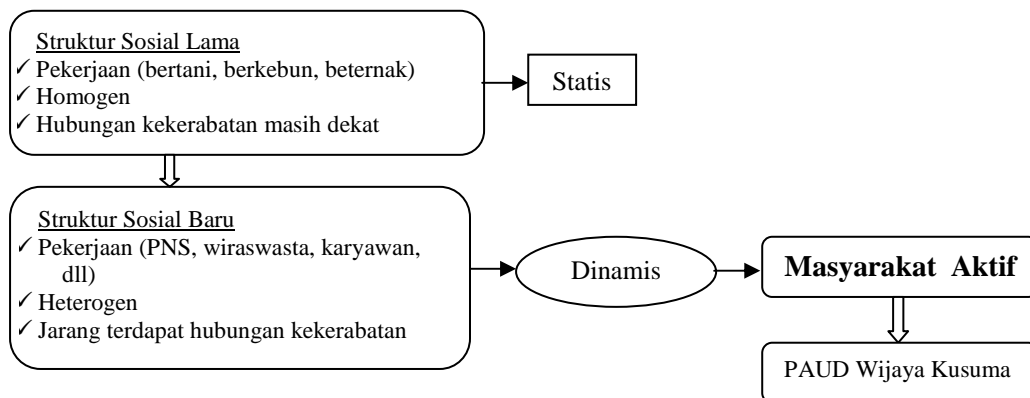 Struktur Sosial Lama
✓ Pekerjaan (bertani, berkebun, beternak)
✓ Homogen
✓ Hubungan kekerabatan masih dekat
Statis
Struktur Sosial Baru
✓ Pekerjaan (PNS, wiraswasta, karyawan,
dll)
✓ Heterogen
✓ Jarang terdapat hubungan kekerabatan
Dinamis
Masyarakat Aktif
PAUD Wijaya Kusuma